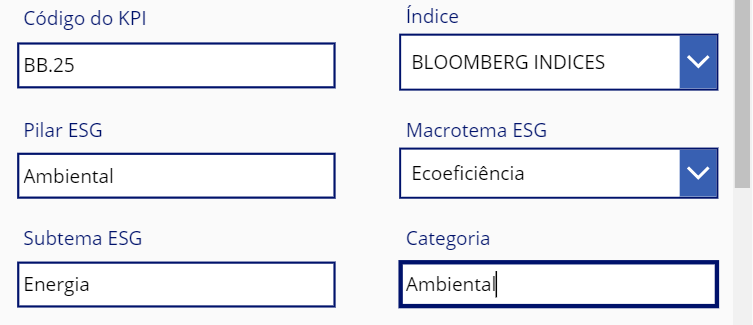 Código do KPI
Índice
BB.25
BLOOMBERG INDICES
Pilar ESG
Macrotema ESG
Ambiental
Ecoeficiência
Subtema ESG
Categoria
Energia
Ambiental